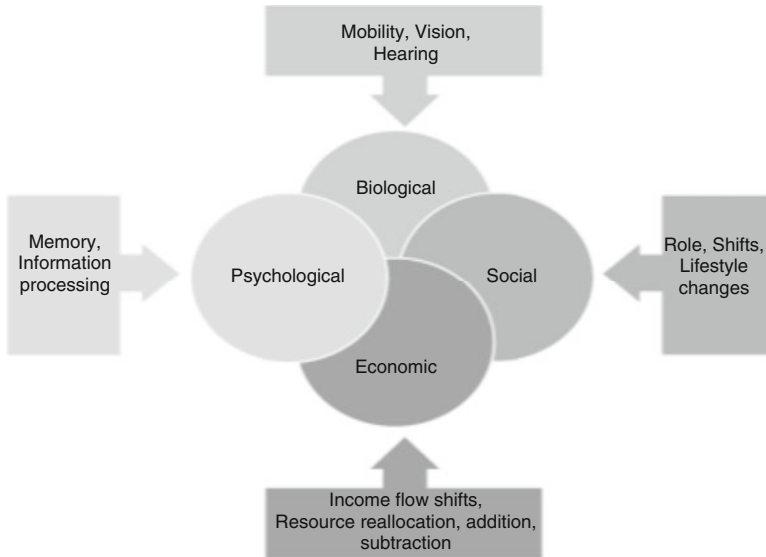 Mobility, Vision,
Hearing
Biological
Memory,
Information
processing
Psychological
Social
Role, Shifts,
Lifestyle
changes
Economic
Income flow shifts,
Resource reallocation, addition,
subtraction